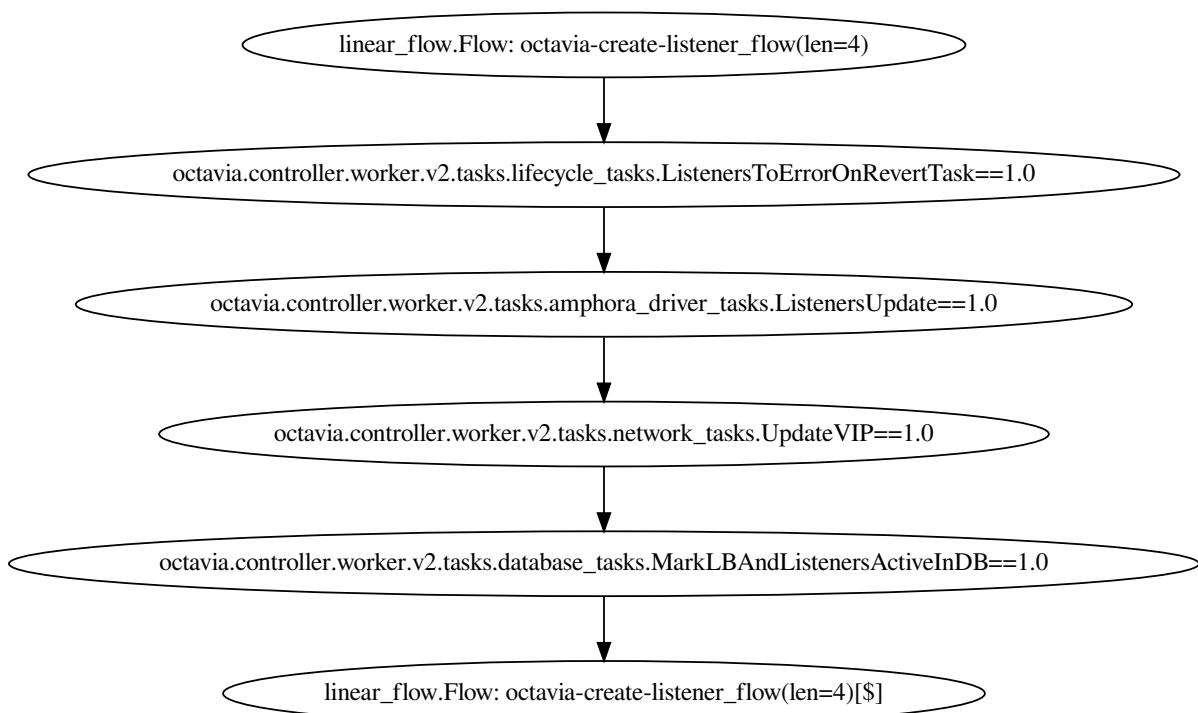 linear_flow.Flow: octavia-create-listener_flow(len=4)
octavia.controller.worker.v2.tasks.lifecycle_tasks.ListenersToErrorOnRevertTask==1.0
octavia.controller.worker.v2.tasks.amphora_driver_tasks.ListenersUpdate==1.0
octavia.controller.worker.v2.tasks.network_tasks.UpdateVIP==1.0
octavia.controller.worker.v2.tasks.database_tasks.MarkLBAndListenersActiveInDB==1.0
linear_flow.Flow: octavia-create-listener_flow(len=4)[$]